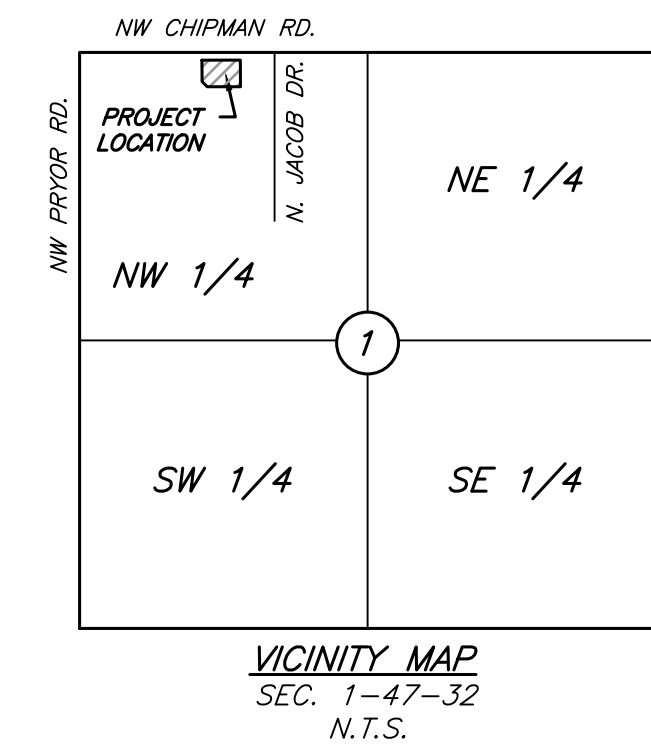 NW CHIPMAN RD.
NW PRYOR RD.
PROJECT
LOCATION
N. JACOB DR.
NE 1/4
NW 1/4
1
SW 1/4
SE 1/4
VICINITY MAP
SEC. 1-47-32
N.T.S.